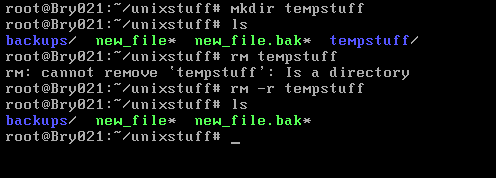 root@Bry021:~/unixstuff# mkdir tempstuff
root@Bry021:~/unixstuff# ls
backups/  new_file*  new_file.bak*  tempstuff/
root@Bry021:~/unixstuff# rm tempstuff
rm: cannot remove `tempstuff': Is a directory
root@Bry021:~/unixstuff# rm -r tempstuff
root@Bry021:~/unixstuff# ls
backups/  new_file*  new_file.bak*
root@Bry021:~/unixstuff# _